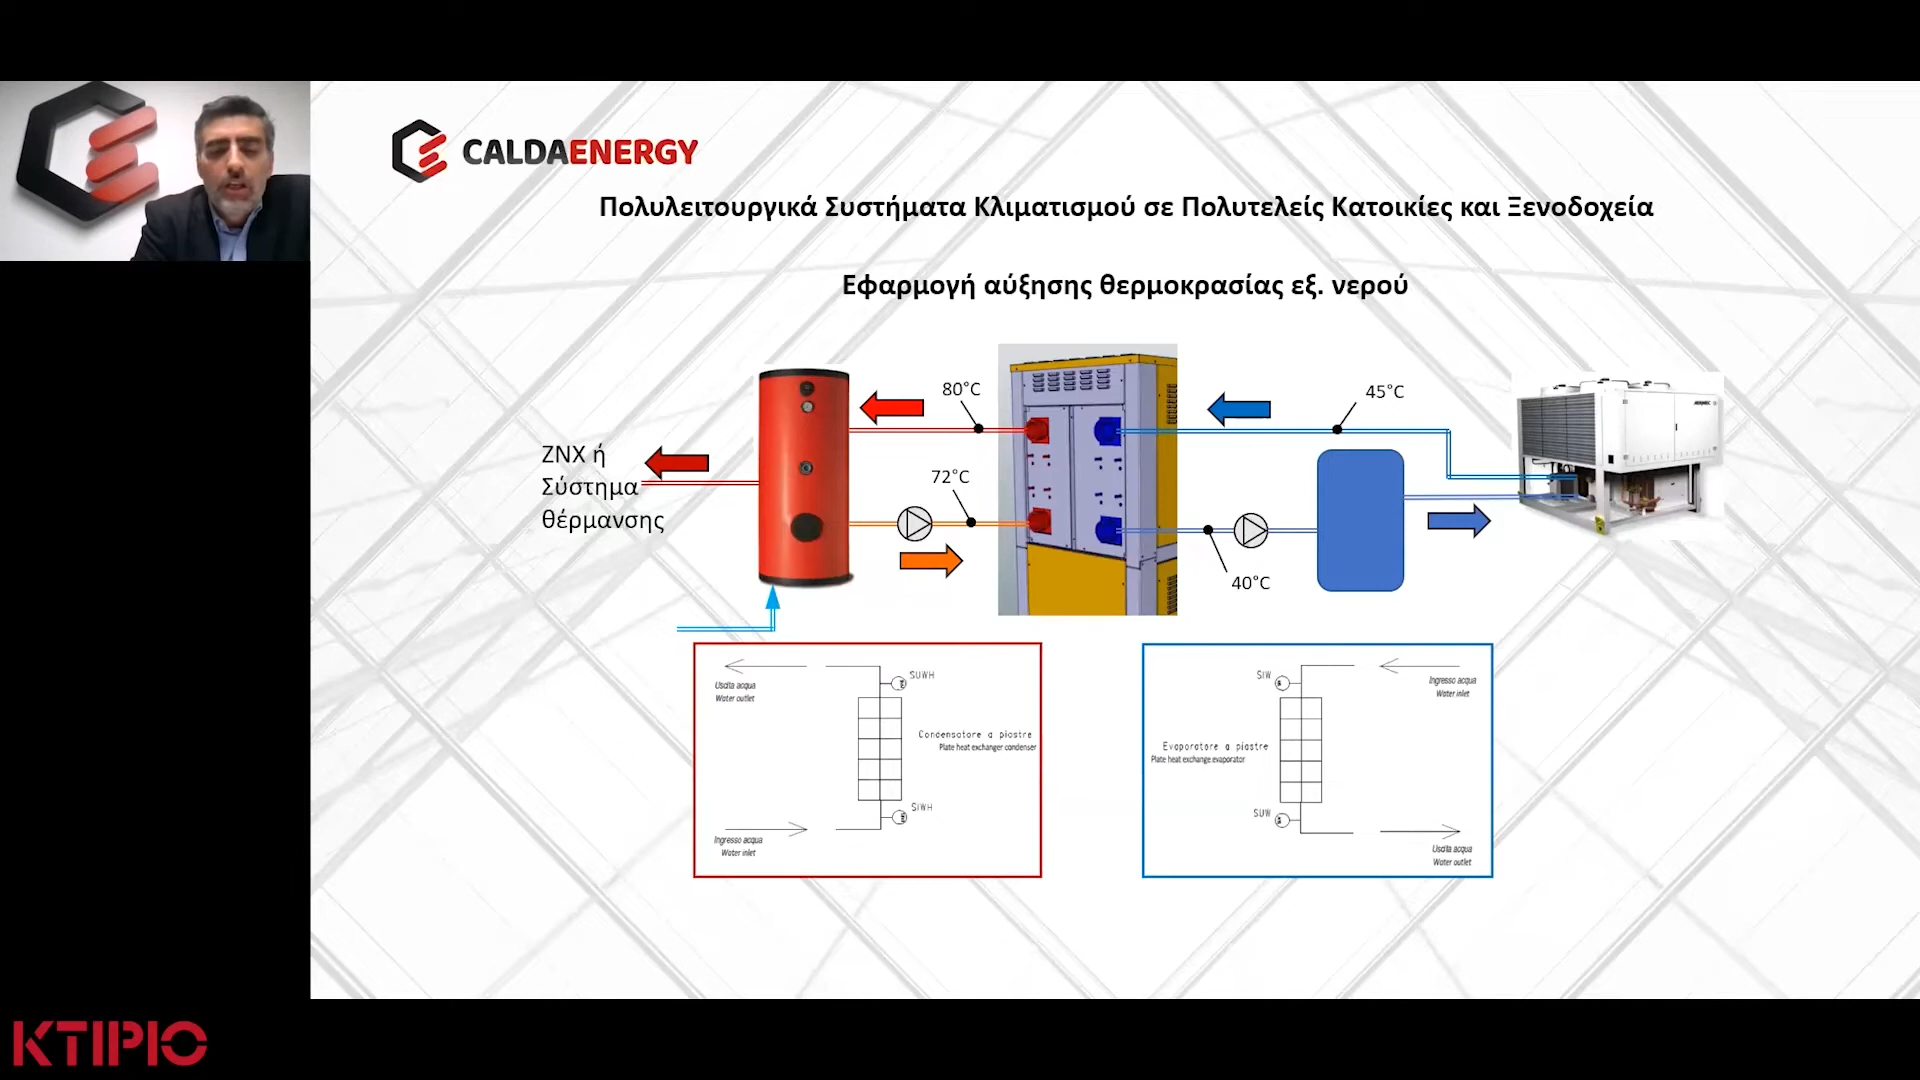 CALDAENERGY
Πολυλειτουργικά Συστήματα Κλιματισμού σε Πολυτελείς Κατοικίες και Ξενοδοχεία
Εφαρμογή αύξησης θερμοκρασίας εξ. νερού
80°C
45°C
ΖΝΧ ή
Σύστημα
θέρμανσης
72°C
40°C
Uscita acqua
Water outlet
SUWH
Condensatore a piastre
Plate heat exchanger condenser
SIWH
Ingresso acqua
Water inlet
SIW
Ingresso acqua
Water inlet
Evaporatore a piastre
Plate heat exchange evaporator
SUW
Uscita acqua
Water outlet
ΚΤΙΡΙΟ